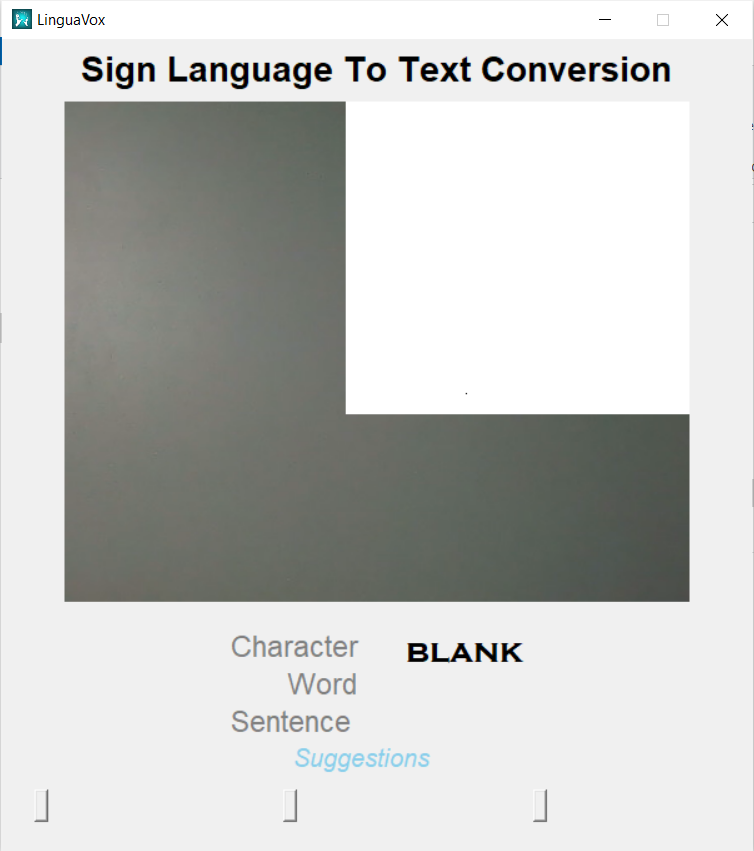 LinguaVox
Sign Language To Text Conversion
Character BLANK
Word
Sentence
Suggestions